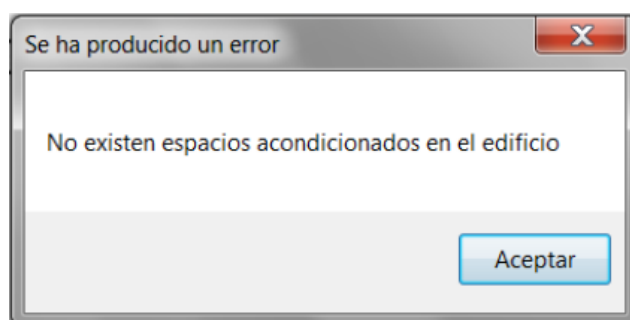 Se ha producido un error
No existen espacios acondicionados en el edificio
Aceptar